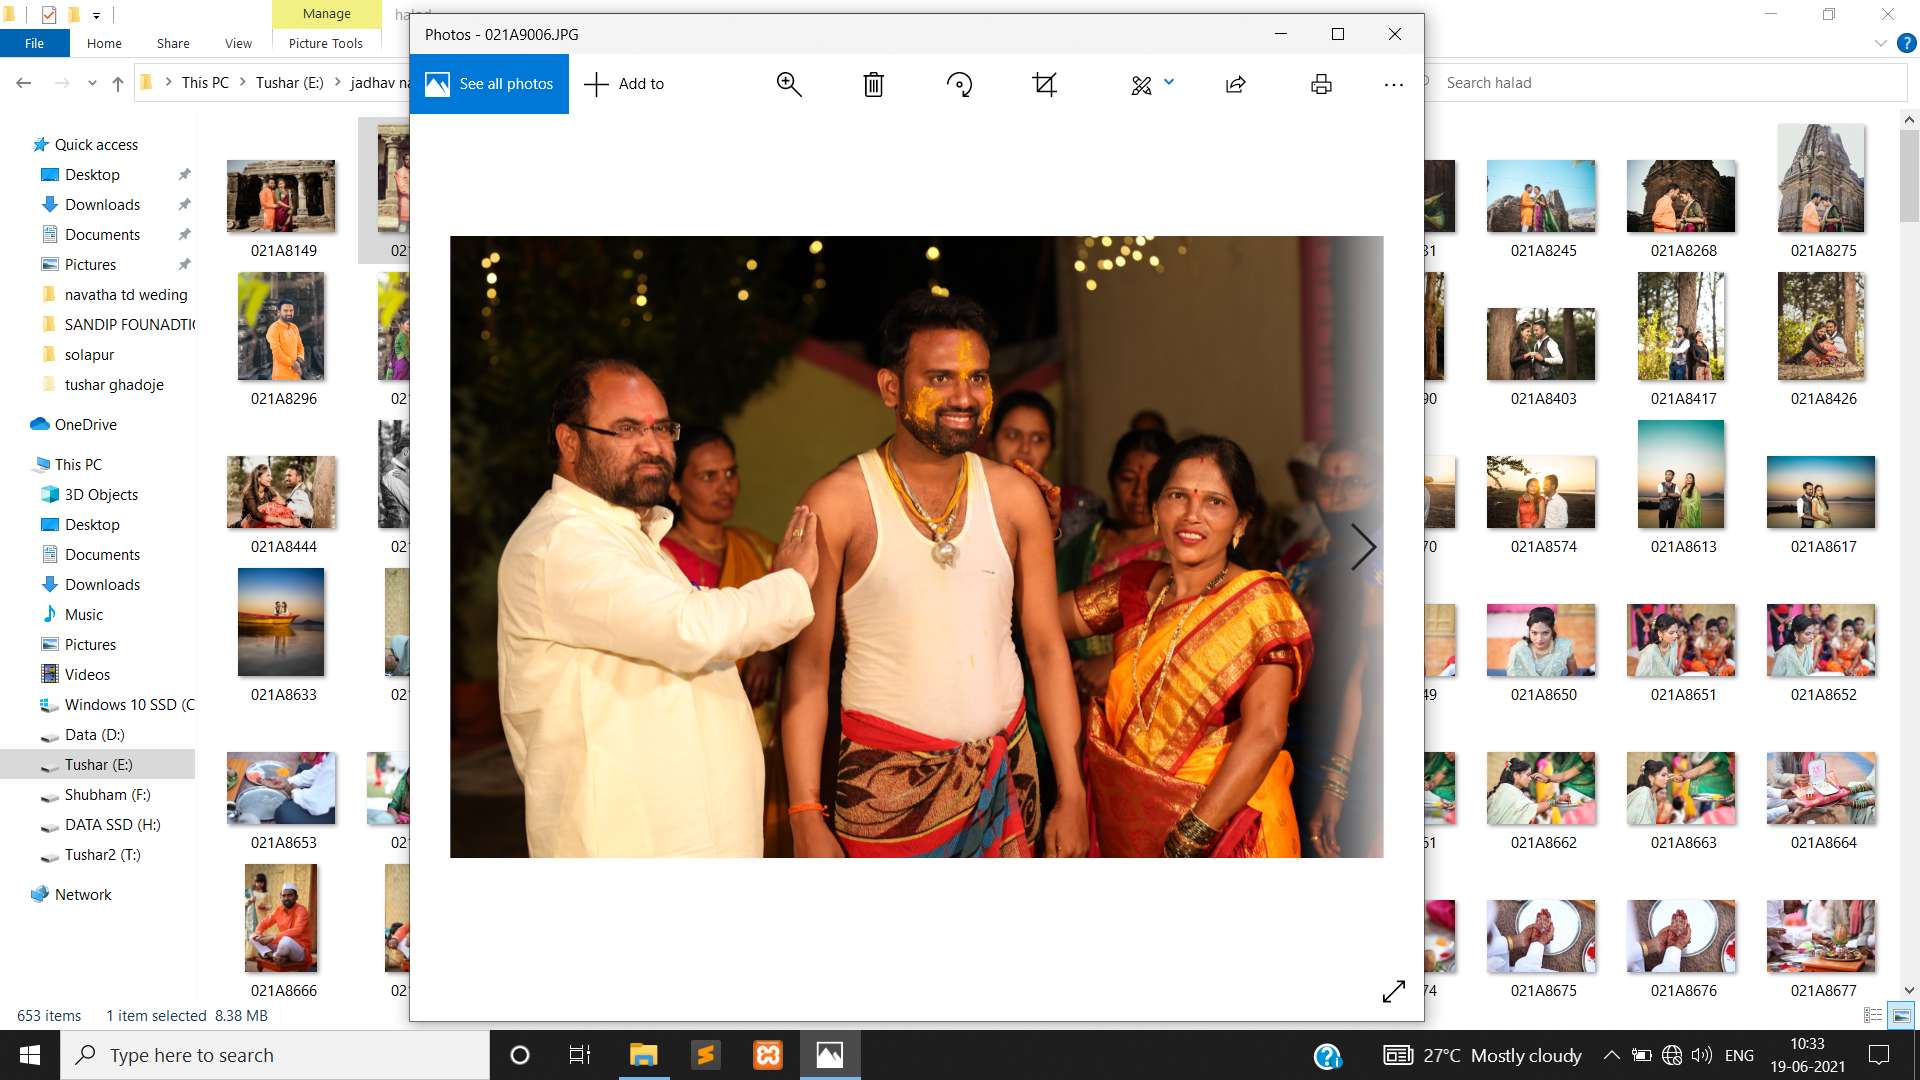 Manage
halad
Photos - 021A9006.JPG
File
Home
Share
View
Picture Tools
This PC
Tushar (E:)
jadhav na
See all photos
Add to
Search halad
Quick access
Desktop
Downloads
Documents
Pictures
navatha td weding
SANDIP FOUNADTI
solapur
tushar ghadoje
OneDrive
This PC
3D Objects
Desktop
Documents
Downloads
Music
Pictures
Videos
Windows 10 SSD (C
Data (D:)
Tushar (E:)
Shubham (F:)
DATA SSD (H:)
Tushar2 (T:)
Network
021A8149
02
31
021A8245
021A8268
021A8275
021A8296
02
90
021A8403
021A8417
021A8426
021A8444
02
70
021A8574
021A8613
021A8617
021A8633
02
49
021A8650
021A8651
021A8652
021A8653
02
61
021A8662
021A8663
021A8664
021A8666
02
74
021A8675
021A8676
021A8677
653 items
1 item selected 8.38 MB
Type here to search
27°C Mostly cloudy
ENG
10:33
19-06-2021